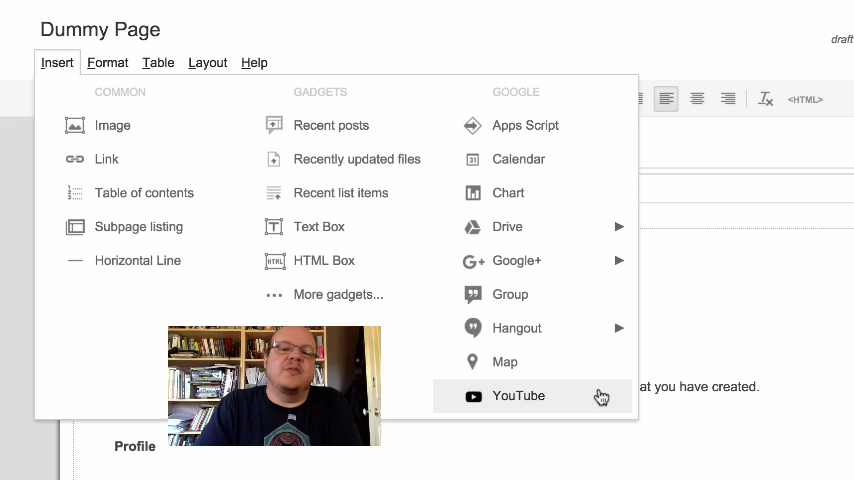 Dummy Page
draft
Insert Format Table Layout Help
<HTML>
COMMON GADGETS GOOGLE
Image Recent posts Apps Script
Link Recently updated files 31 Calendar
Table of contents Recent list items Chart
Subpage listing T Text Box Drive
Horizontal Line HTML HTML Box G+ Google+
More gadgets... Group
Hangout
Map
YouTube
at you have created.
Profile